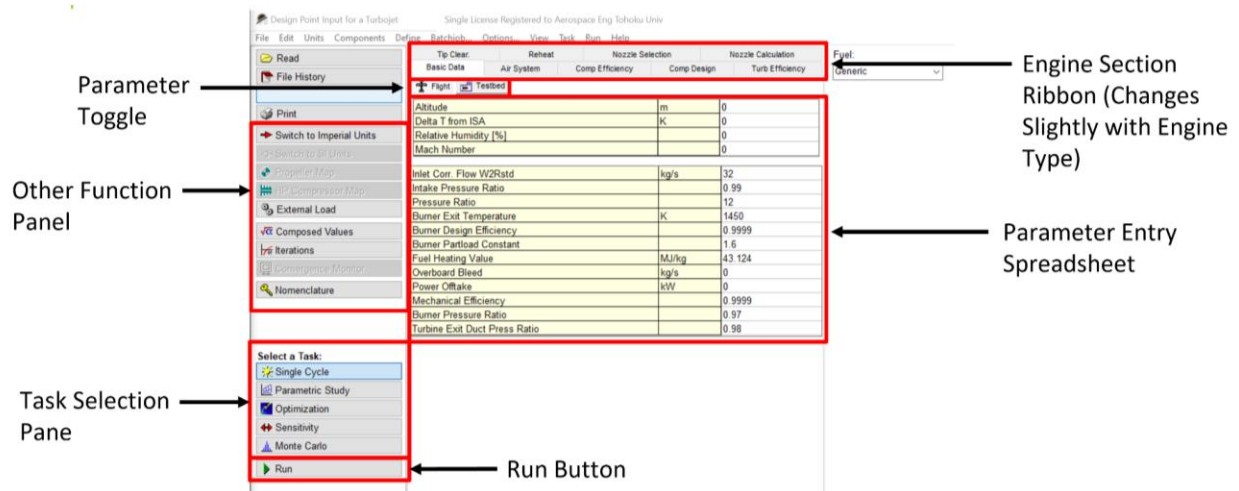 Design Point Input for a Turbojet Single License Registered to Aerospace Eng Tohoku Univ
File Edit Units Components Define Batchjob... Options... View Task Run Help
Read
File History
Print
Switch to Imperial Units
Switch to SI Units
Propeller Map
HP Compressor Map
External Load
Composed Values
Iterations
Convergence Monitor
Nomenclature
Select a Task:
Single Cycle
Parametric Study
Optimization
Sensitivity
Monte Carlo
Run
Tip Clear. Reheat Nozzle Selection Nozzle Calculation
Basic Data Air System Comp Efficiency Comp Design Turb Efficiency
Flight Testbed
Altitude m 0
Delta T from ISA K 0
Relative Humidity [%] 0
Mach Number 0
Inlet Corr. Flow W2Rstd kg/s 32
Intake Pressure Ratio 0.99
Pressure Ratio 12
Burner Exit Temperature K 1450
Burner Design Efficiency 0.9999
Burner Partload Constant 1.6
Fuel Heating Value MJ/kg 43.124
Overboard Bleed kg/s 0
Power Offtake kW 0
Mechanical Efficiency 0.9999
Burner Pressure Ratio 0.97
Turbine Exit Duct Press Ratio 0.98
Fuel:
Generic
Parameter
Toggle
Other Function
Panel
Task Selection
Pane
Run Button
Engine Section
Ribbon (Changes
Slightly with Engine
Type)
Parameter Entry
Spreadsheet